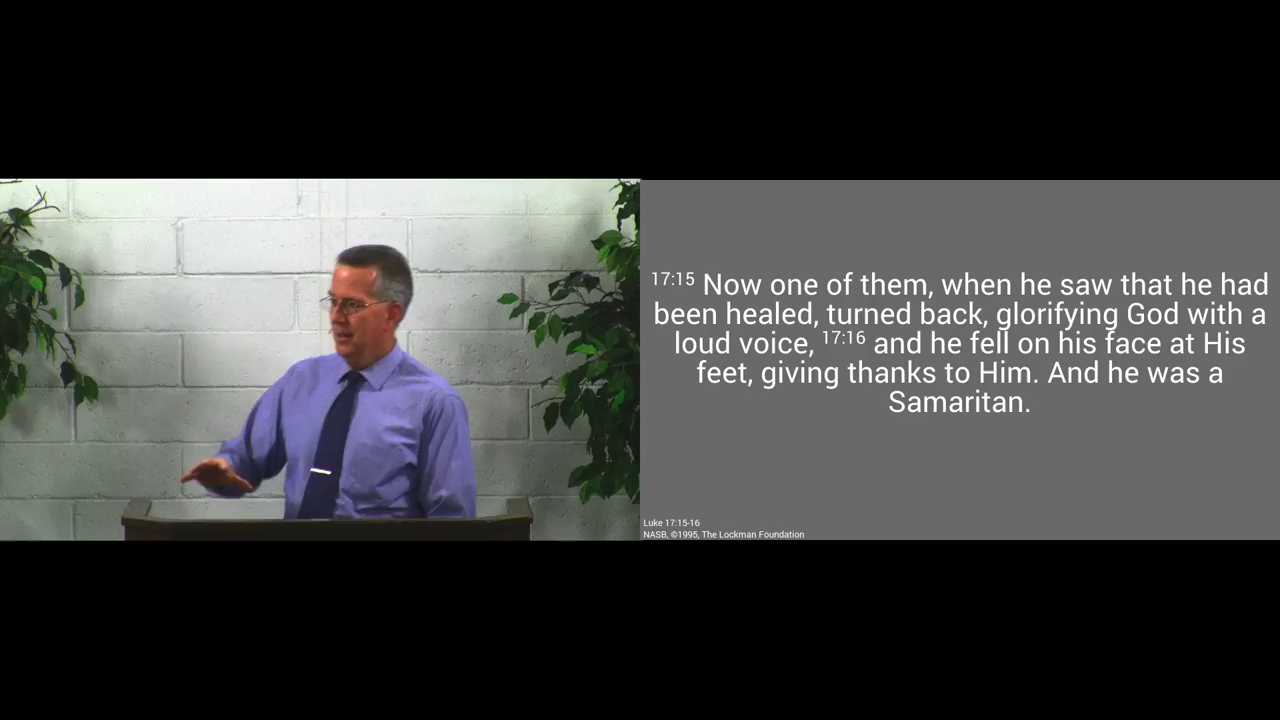 17:15 Now one of them, when he saw that he had
been healed, turned back, glorifying God with a
loud voice, 17:16 and he fell on his face at His
feet, giving thanks to Him. And he was a
Samaritan.
Luke 17:15-16
NASB, ©1995, The Lockman Foundation